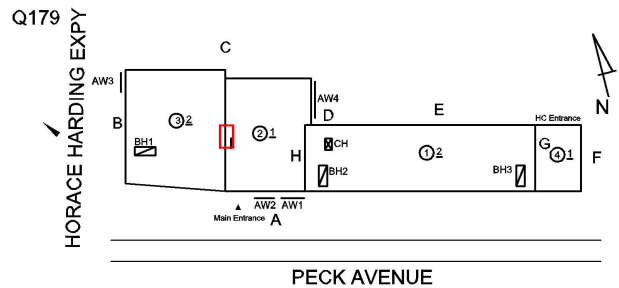 Q179
HORACE HARDING EXPY
C
AW3
AW4
B
③ 2
② 1
D
E
HC Entrance
N
BH1
CH
H
① 2
G
④ 1
F
BH2
BH3
AW2
AW1
Main Entrance
A
PECK AVENUE